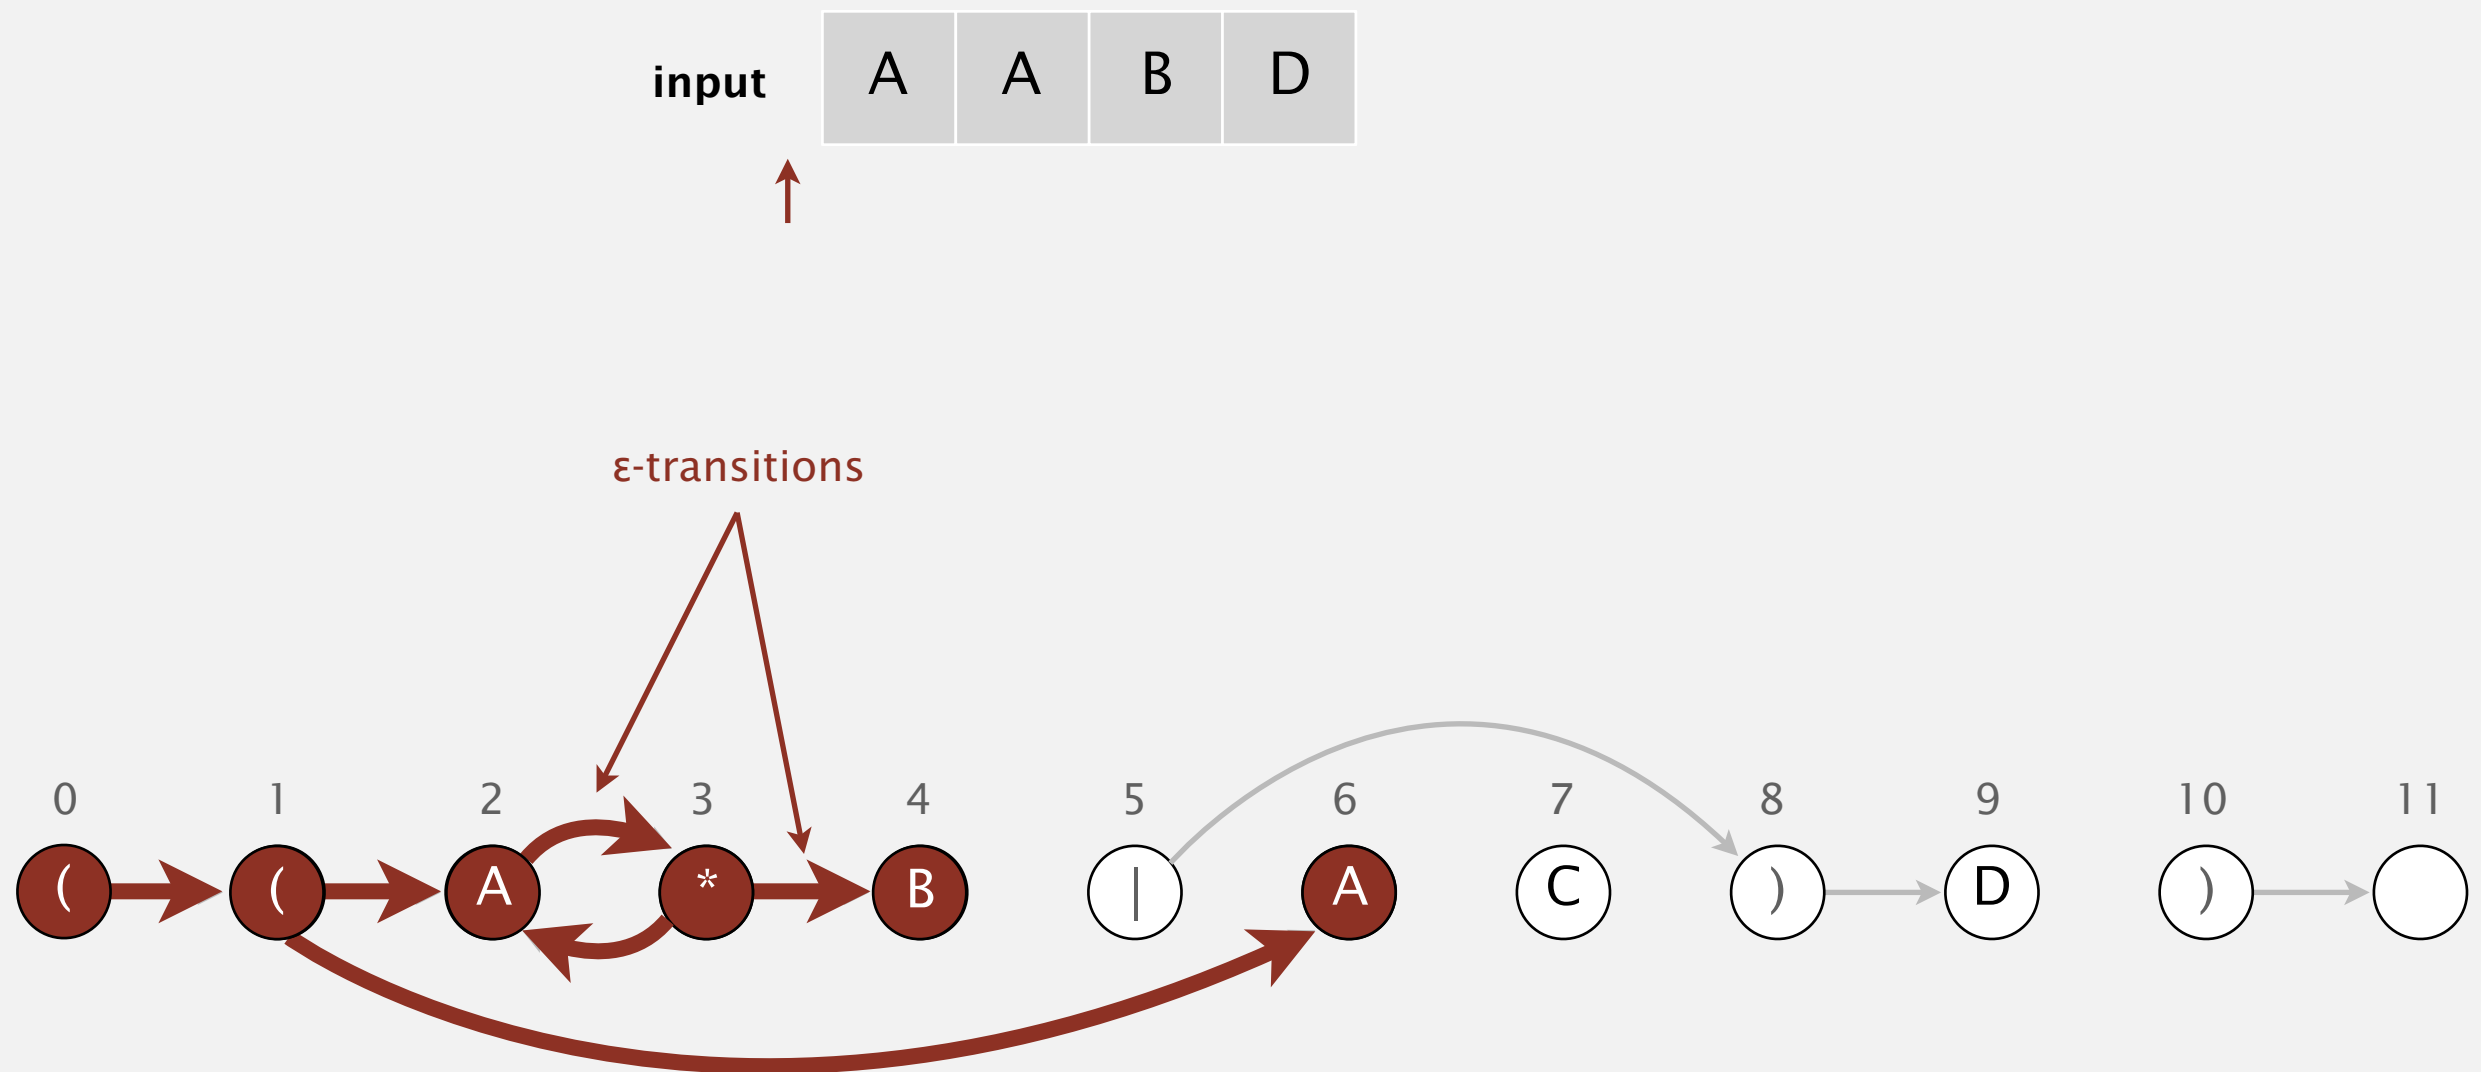 input A A B D
ε-transitions
0 1 2 3 4 5 6 7 8 9 10 11
( ( A * B | A C ) D )